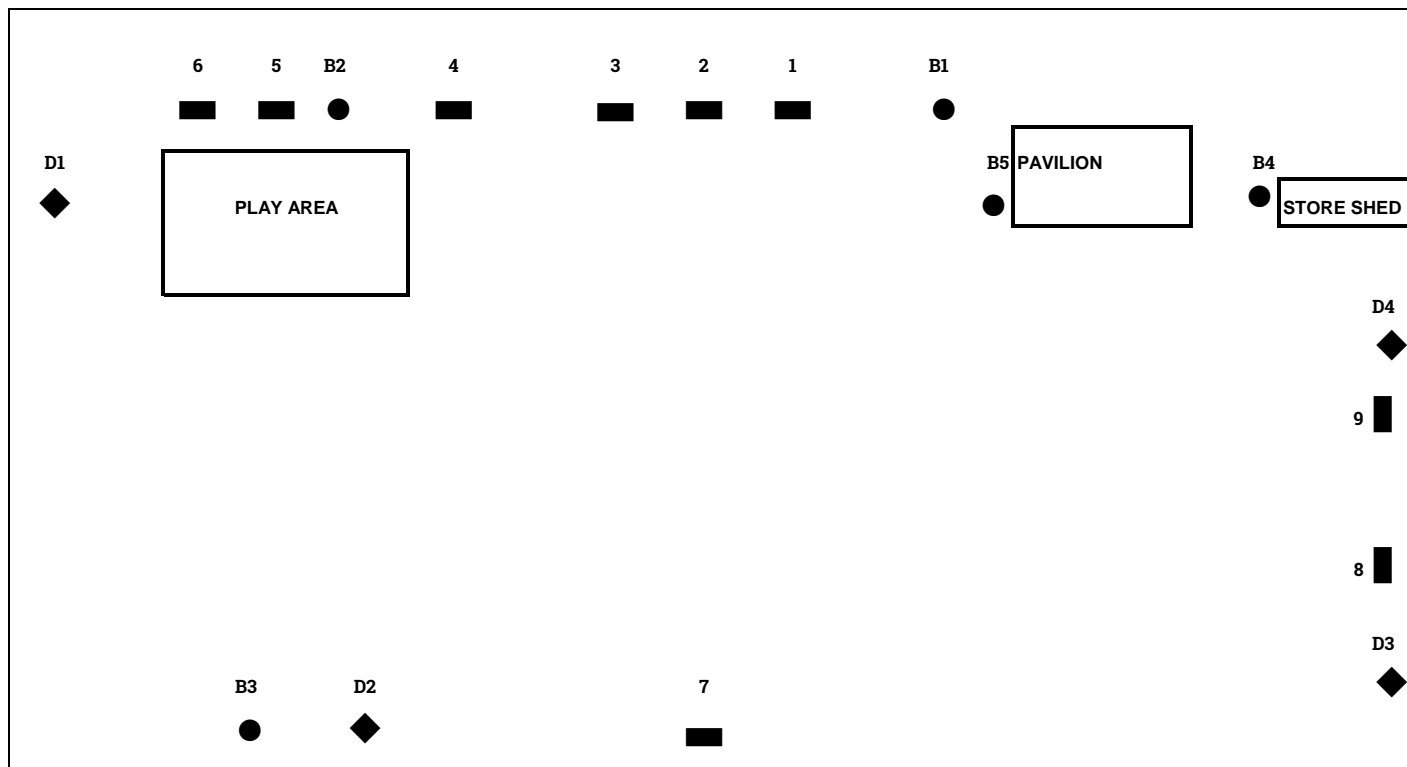 6 5 B2 4 3 2 1 B1
D1 B5 PAVILION B4
PLAY AREA STORE SHED
D4
9
8
D3
B3 D2 7